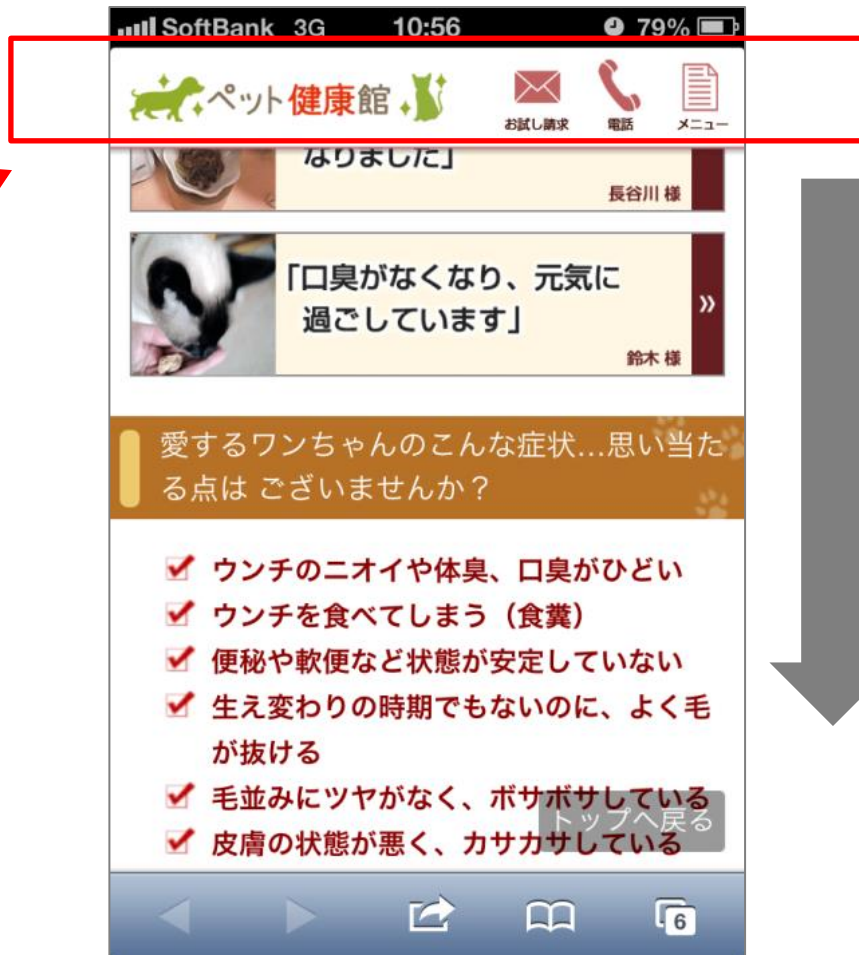 SoftBank 3G 10:56 79%
ペット健康館
お試し請求 電話 メニュー
なりました」
長谷川 様
「口臭がなくなり、元気に
過ごしています」
»
鈴木 様
愛するワンちゃんのこんな症状…思い当た
る点は ございませんか？
ウンチのニオイや体臭、口臭がひどい
ウンチを食べてしまう（食糞）
便秘や軟便など状態が安定していない
生え変わりの時期でもないのに、よく毛
が抜ける
毛並みにツヤがなく、ボサボサしている
トップへ戻る
皮膚の状態が悪く、カサカサしている
6